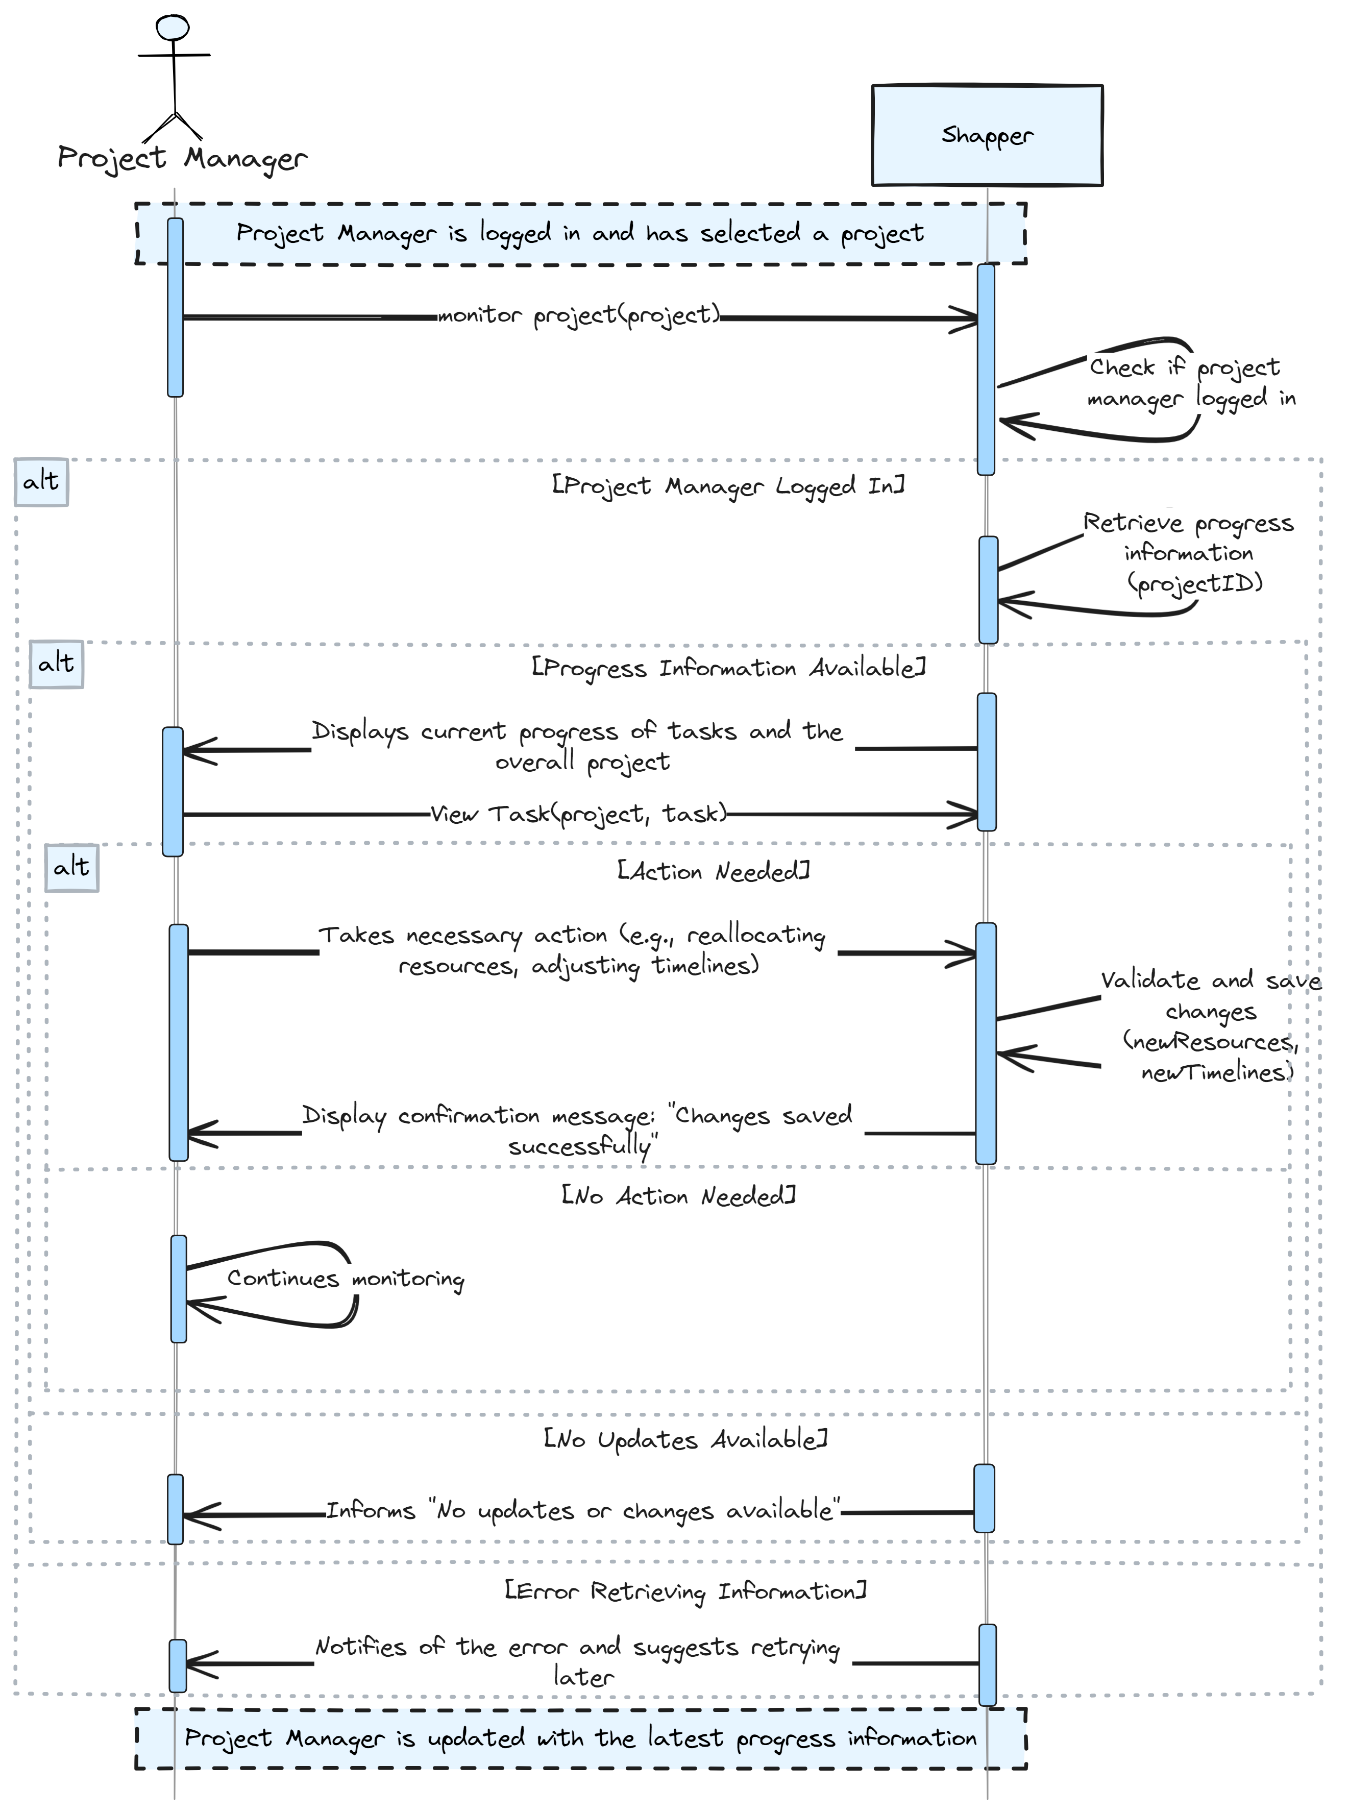 Project Manager
Shapper
Project Manager is logged in and has selected a project
monitor project(project)
Check if project
manager logged in
alt
[Project Manager Logged In]
Retrieve progress
information
(projectID)
alt
[Progress Information Available]
Displays current progress of tasks and the
overall project
View Task(project, task)
alt
[Action Needed]
Takes necessary action (e.g., reallocating
resources, adjusting timelines)
Validate and save
changes
(newResources,
newTimelines)
Display confirmation message: "Changes saved
successfully"
[No Action Needed]
Continues monitoring
[No Updates Available]
Informs "No updates or changes available"
[Error Retrieving Information]
Notifies of the error and suggests retrying
later
Project Manager is updated with the latest progress information